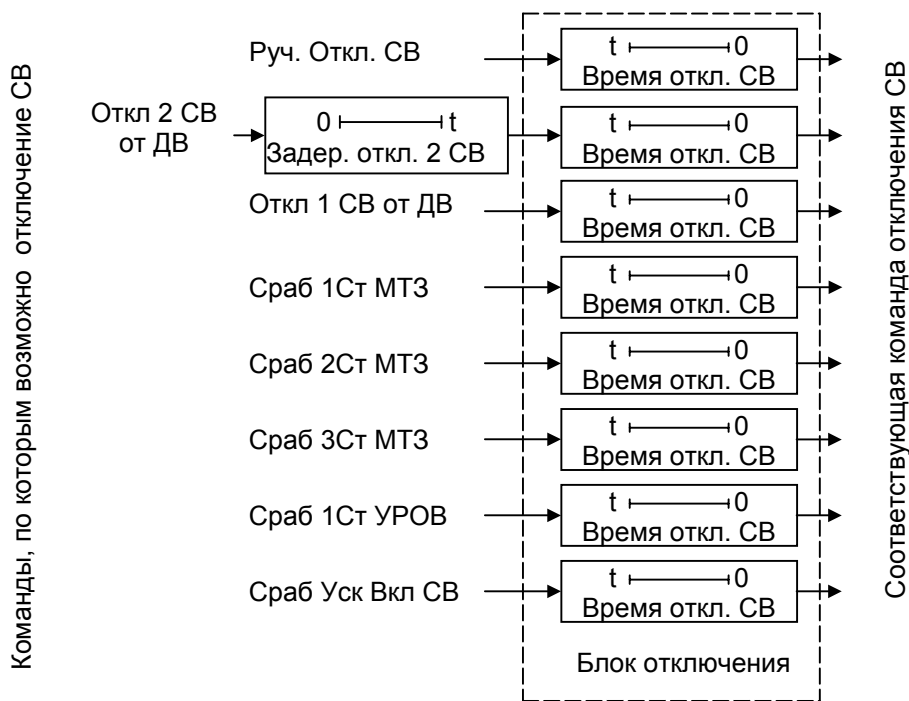 Команды, по которым возможно отключение СВ
Руч. Откл. СВ
t 0
Время откл. СВ
Откл 2 СВ
от ДВ
0 t
Задер. откл. 2 СВ
t 0
Время откл. СВ
Откл 1 СВ от ДВ
t 0
Время откл. СВ
Сраб 1Ст МТЗ
t 0
Время откл. СВ
Сраб 2Ст МТЗ
t 0
Время откл. СВ
Сраб 3Ст МТЗ
t 0
Время откл. СВ
Сраб 1Ст УРОВ
t 0
Время откл. СВ
Сраб Уск Вкл СВ
t 0
Время откл. СВ
Блок отключения
Соответствующая команда отключения СВ